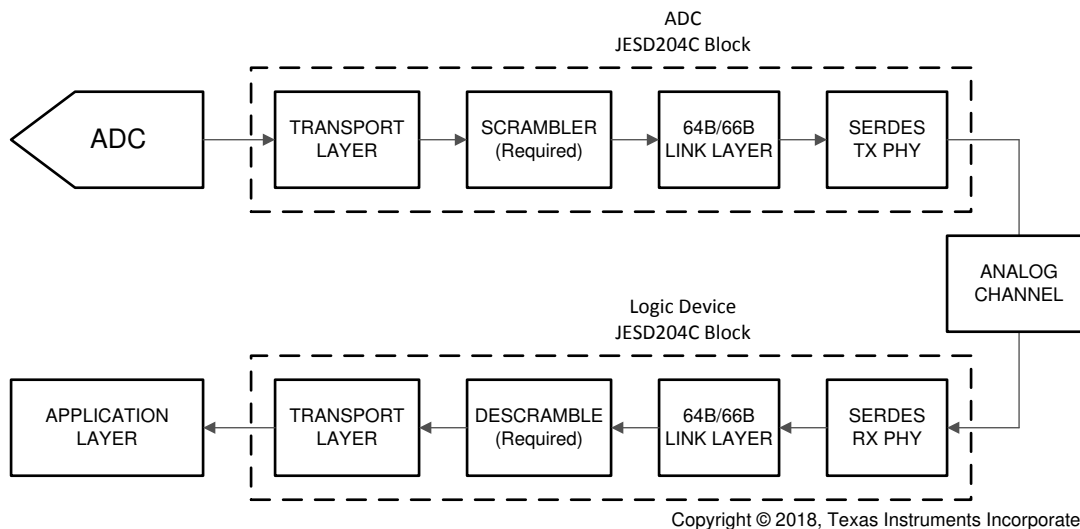 ADC
JESD204C Block
ADC
TRANSPORT
LAYER
SCRAMBLER
(Required)
64B/66B
LINK LAYER
SERDES
TX PHY
ANALOG
CHANNEL
Logic Device
JESD204C Block
APPLICATION
LAYER
TRANSPORT
LAYER
DESCRAMBLE
(Required)
64B/66B
LINK LAYER
SERDES
RX PHY
Copyright © 2018, Texas Instruments Incorporate